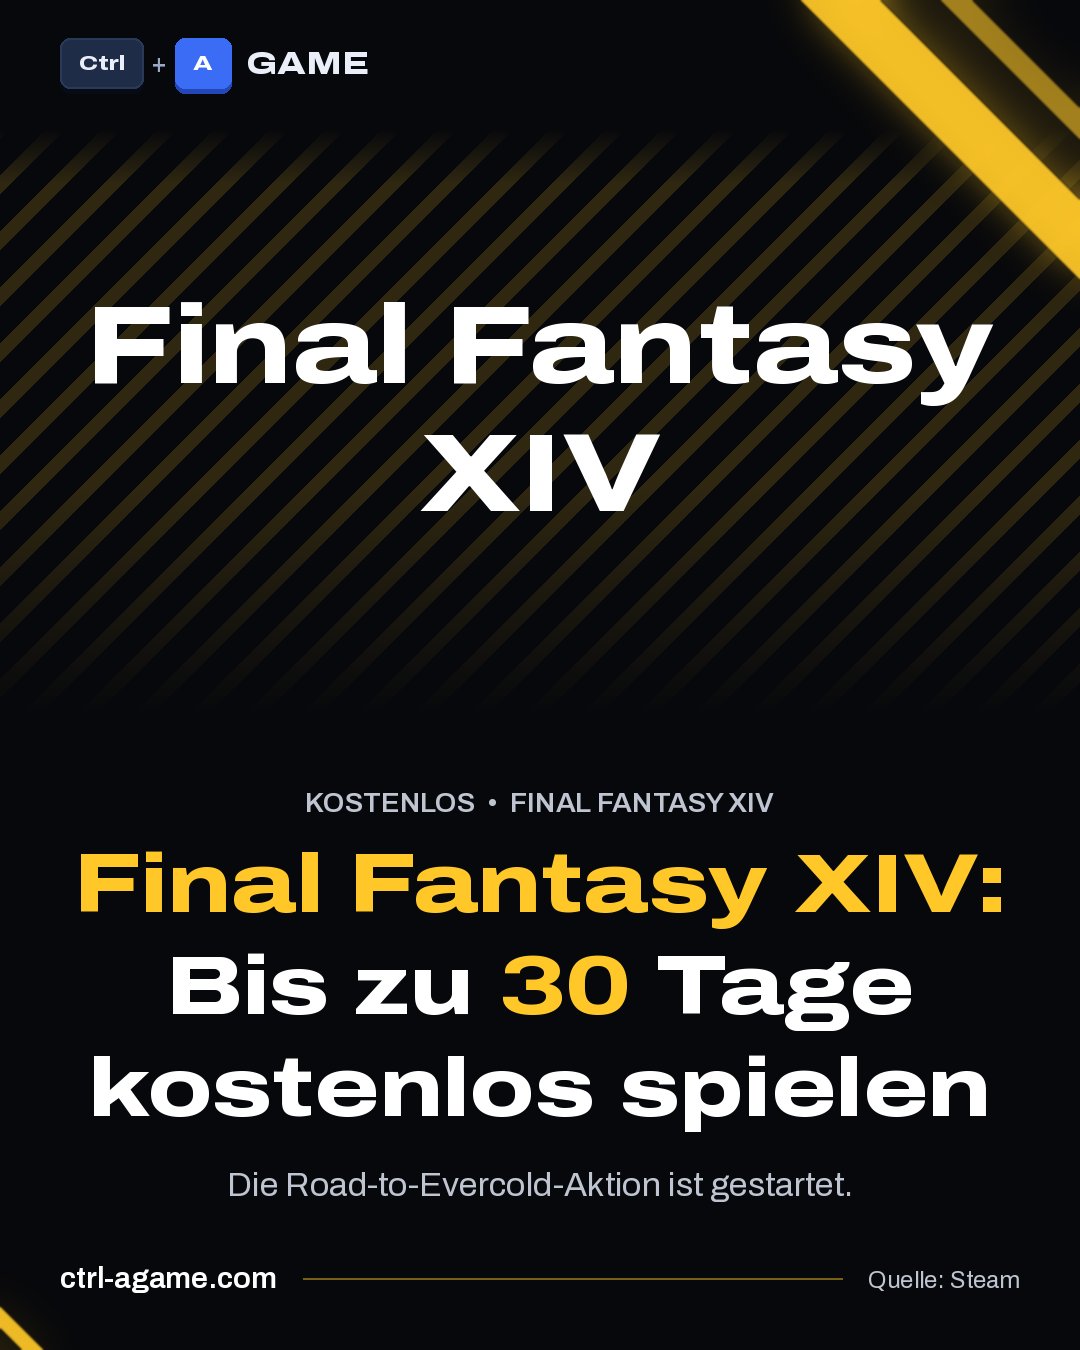 Ctrl + A GAME
Final Fantasy
XIV
KOSTENLOS • FINAL FANTASY XIV
Final Fantasy XIV:
Bis zu 30 Tage
kostenlos spielen
Die Road-to-Evercold-Aktion ist gestartet.
ctrl-agame.com
Quelle: Steam